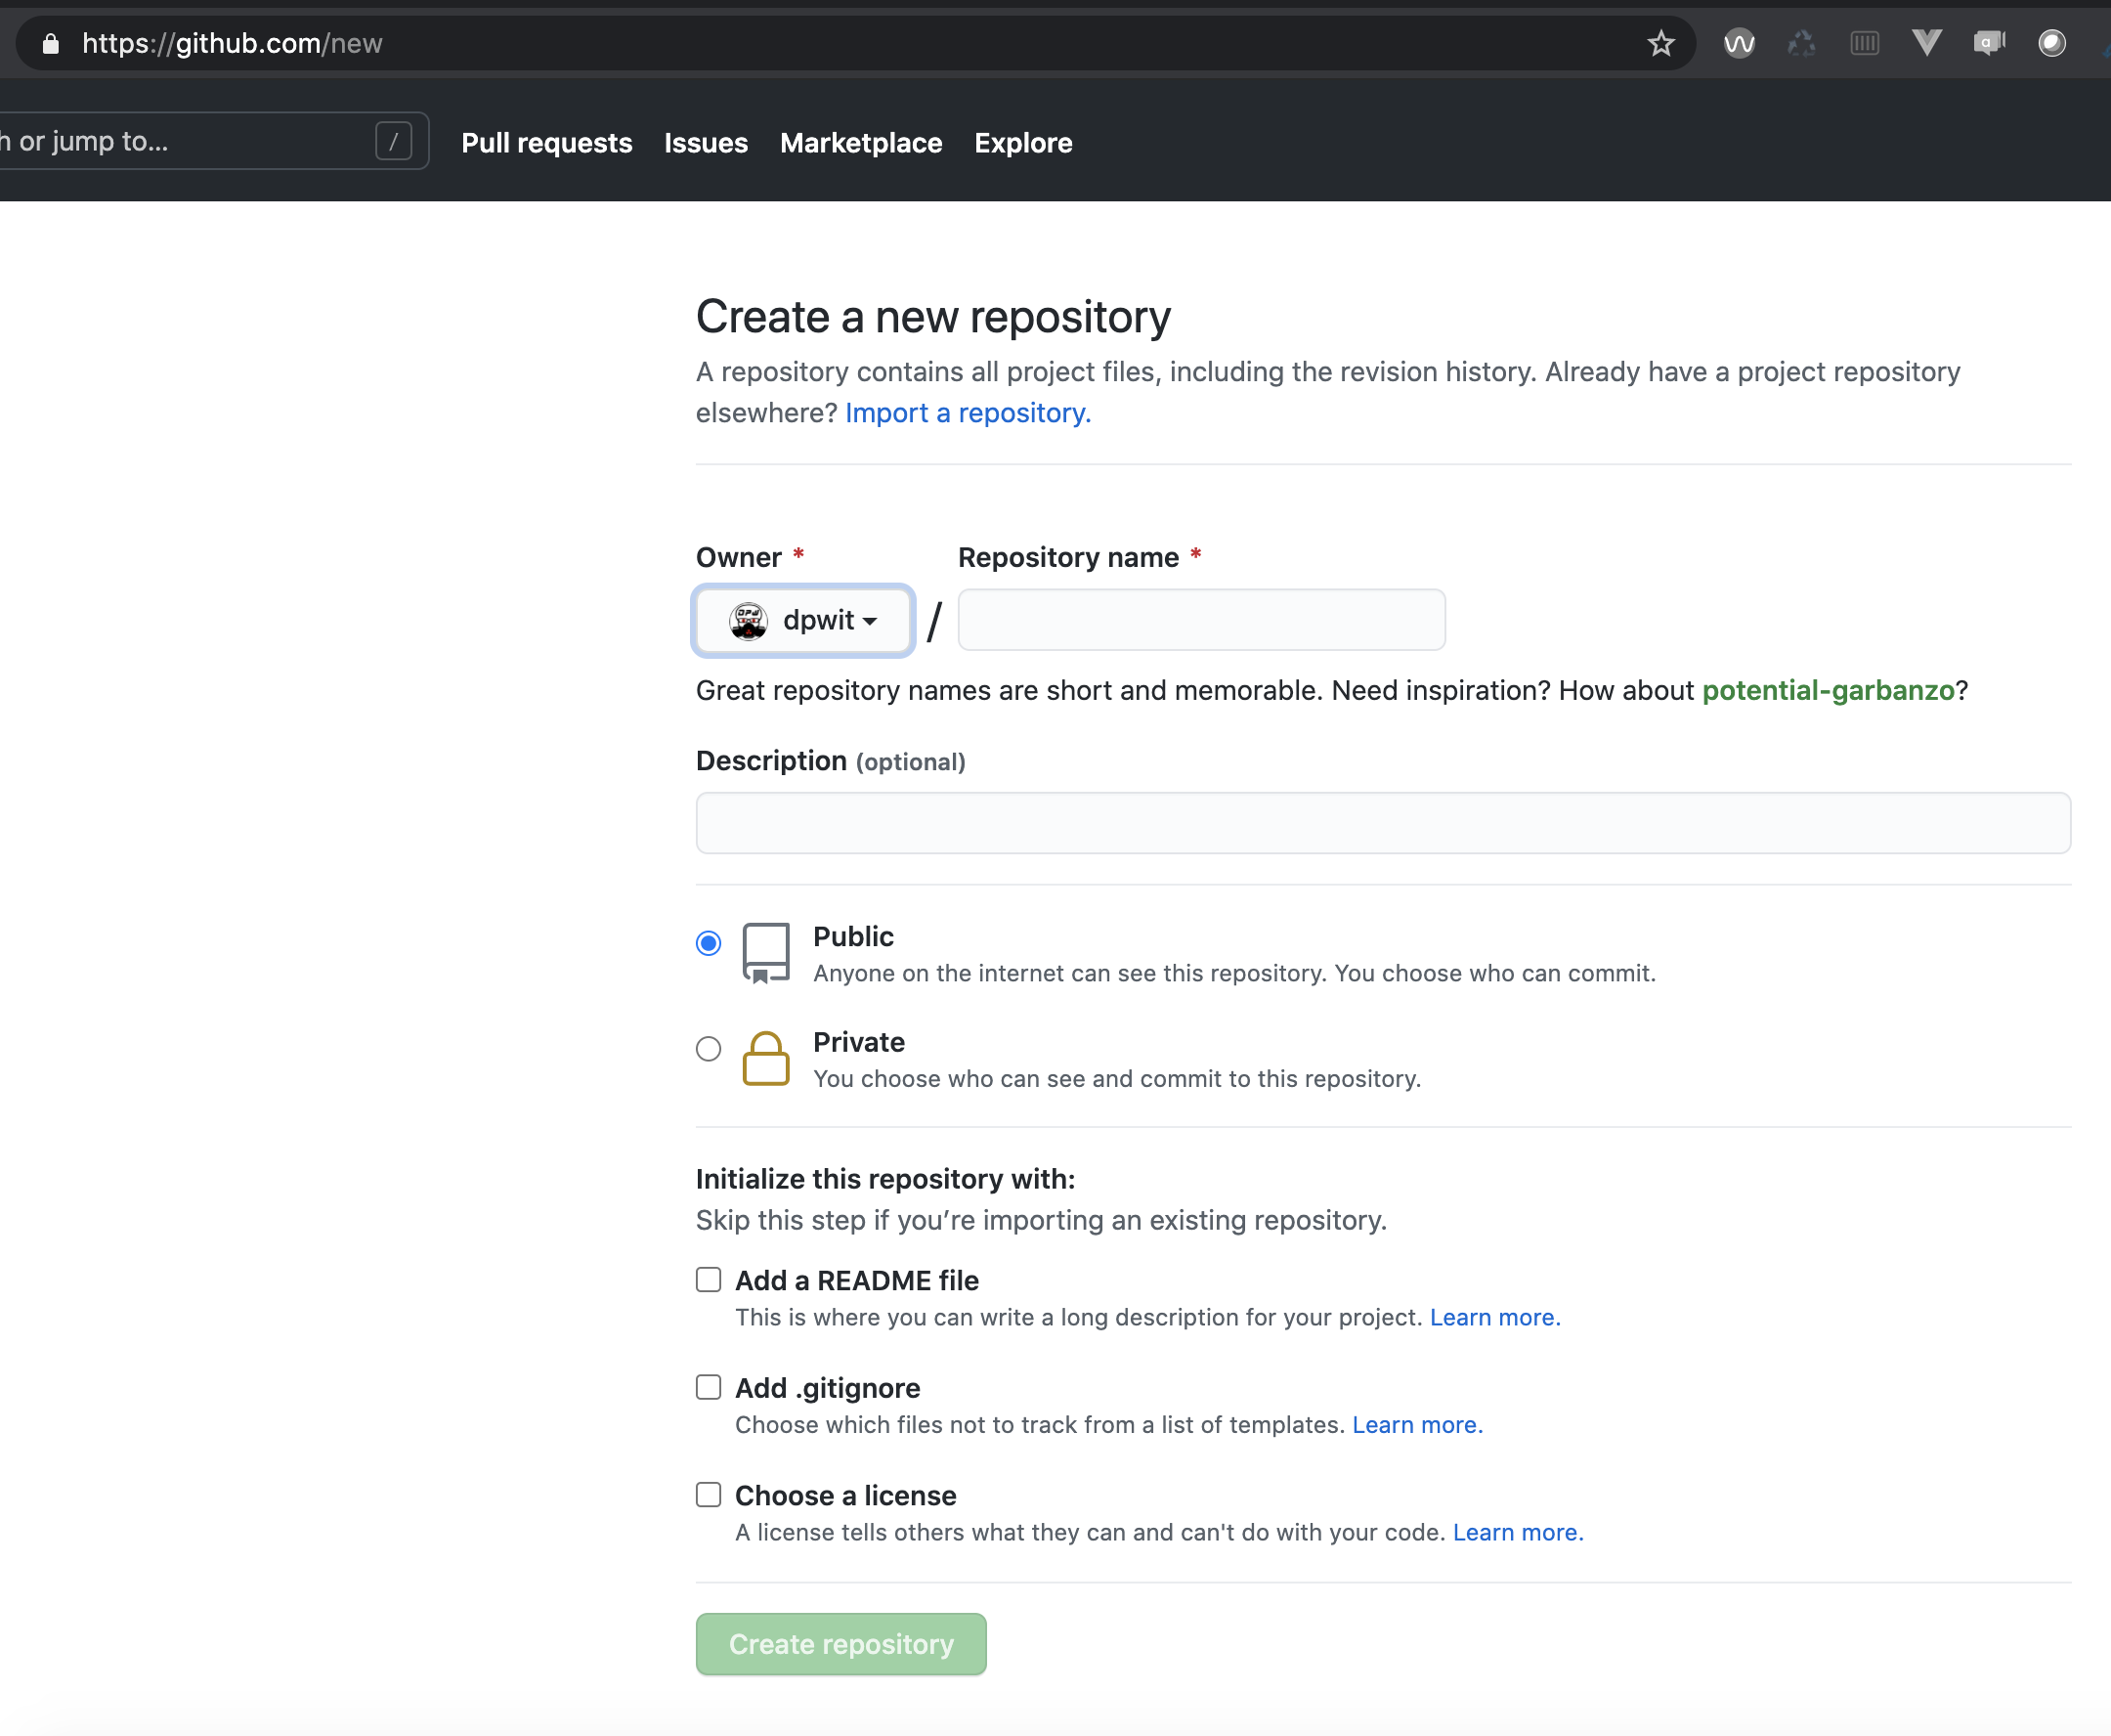 https://github.com/new
h or jump to...
/
Pull requests
Issues
Marketplace
Explore
Create a new repository
A repository contains all project files, including the revision history. Already have a project repository
elsewhere? Import a repository.
Owner *
Repository name *
dpwit
/
Great repository names are short and memorable. Need inspiration? How about potential-garbanzo?
Description (optional)
Public
Anyone on the internet can see this repository. You choose who can commit.
Private
You choose who can see and commit to this repository.
Initialize this repository with:
Skip this step if you’re importing an existing repository.
Add a README file
This is where you can write a long description for your project. Learn more.
Add .gitignore
Choose which files not to track from a list of templates. Learn more.
Choose a license
A license tells others what they can and can't do with your code. Learn more.
Create repository